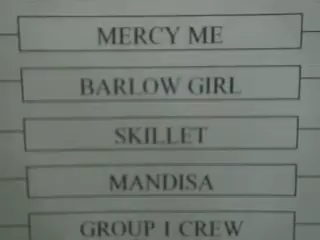 MERCY ME
BARLOW GIRL
SKILLET
MANDISA
GROUP 1 CREW